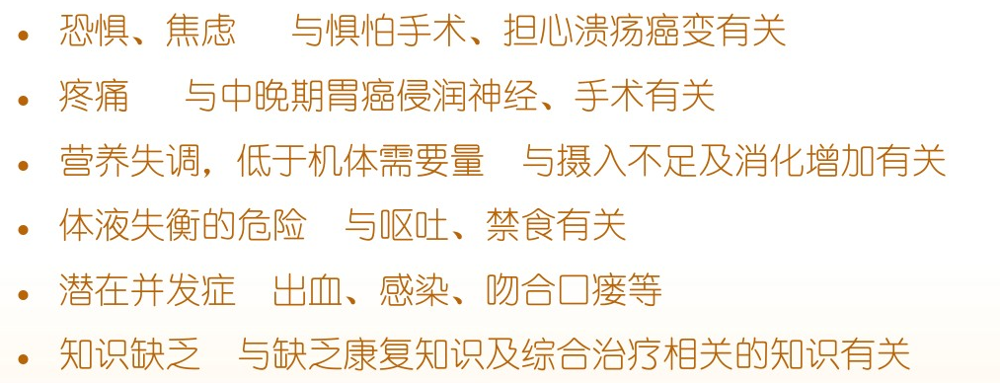 • 恐惧、焦虑 与惧怕手术、担心溃疡癌变有关
• 疼痛 与中晚期胃癌侵润神经、手术有关
• 营养失调，低于机体需要量 与摄入不足及消化增加有关
• 体液失衡的危险 与呕吐、禁食有关
• 潜在并发症 出血、感染、吻合口瘘等
• 知识缺乏 与缺乏康复知识及综合治疗相关的知识有关